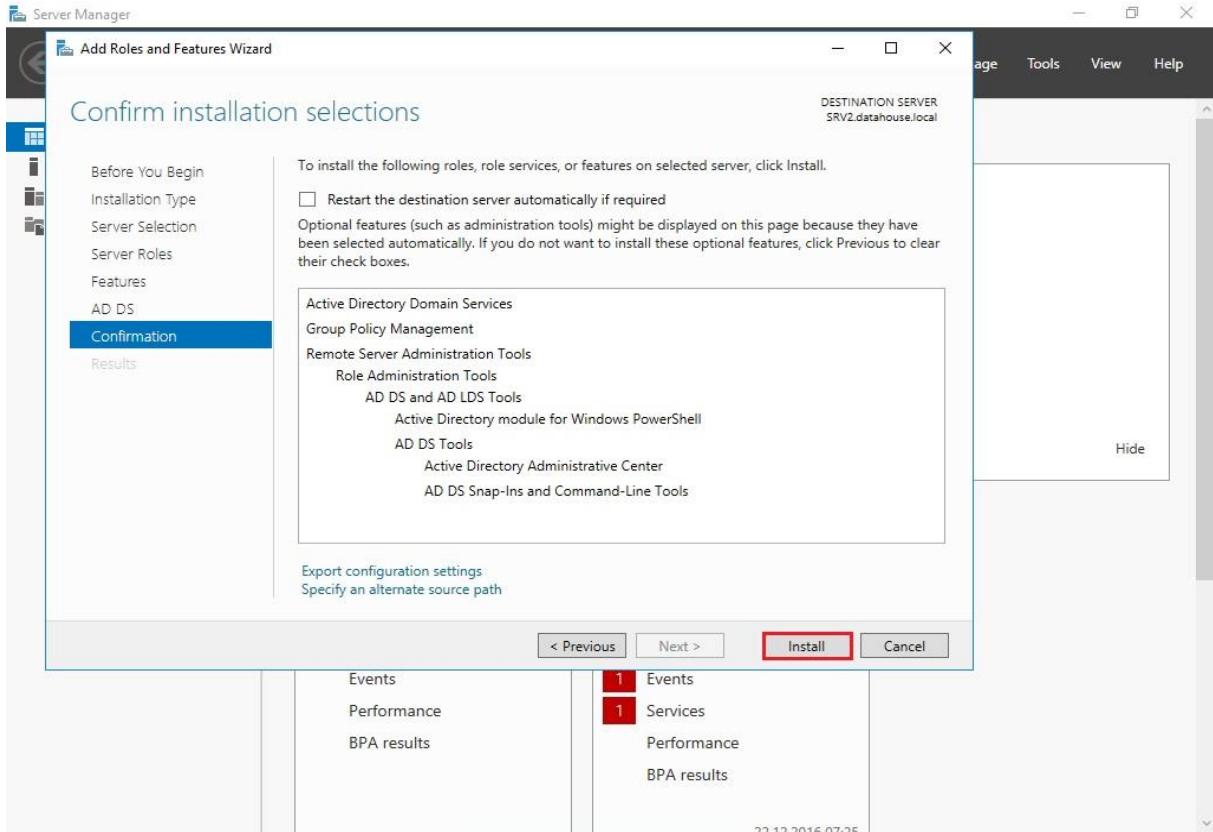 Server Manager
Add Roles and Features Wizard
Tools
View
Help
Confirm installation selections
DESTINATION SERVER
SRV2.datahouse.local
Before You Begin
Installation Type
Server Selection
Server Roles
Features
AD DS
Confirmation
Results
To install the following roles, role services, or features on selected server, click Install.
Restart the destination server automatically if required
Optional features (such as administration tools) might be displayed on this page because they have
been selected automatically. If you do not want to install these optional features, click Previous to clear
their check boxes.
Active Directory Domain Services
Group Policy Management
Remote Server Administration Tools
Role Administration Tools
AD DS and AD LDS Tools
Active Directory module for Windows PowerShell
AD DS Tools
Active Directory Administrative Center
AD DS Snap-Ins and Command-Line Tools
Export configuration settings
Specify an alternate source path
< Previous
Next >
Install
Cancel
Hide
Events
Performance
BPA results
1 Events
1 Services
Performance
BPA results